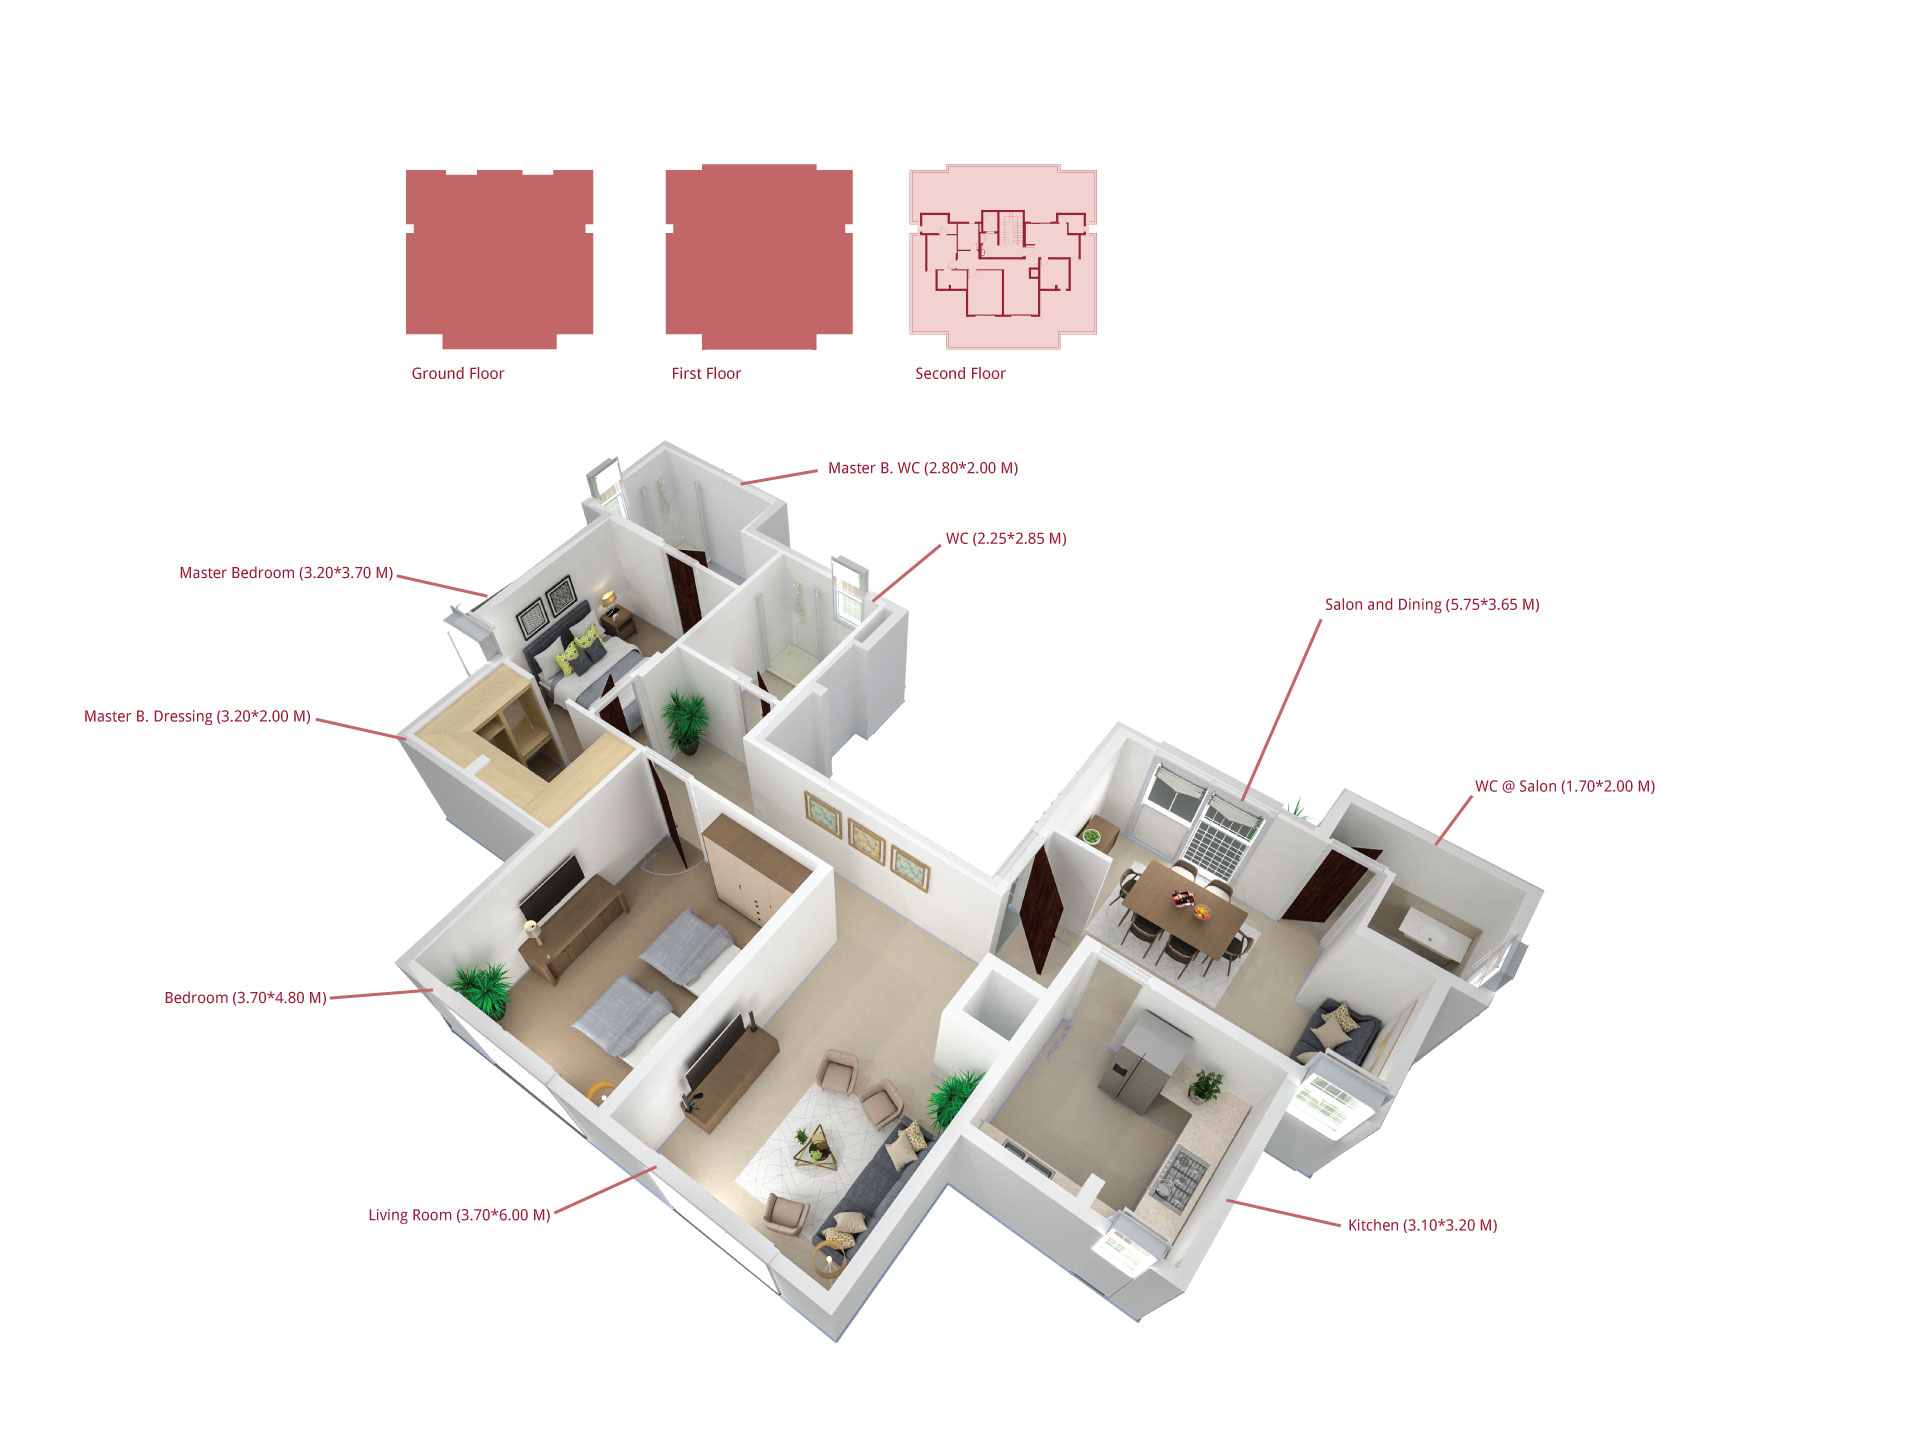 Ground Floor
First Floor
Second Floor
Master B. WC (2.80*2.00 M)
WC (2.25*2.85 M)
Master Bedroom (3.20*3.70 M)
Salon and Dining (5.75*3.65 M)
Master B. Dressing (3.20*2.00 M)
WC @ Salon (1.70*2.00 M)
Bedroom (3.70*4.80 M)
Living Room (3.70*6.00 M)
Kitchen (3.10*3.20 M)